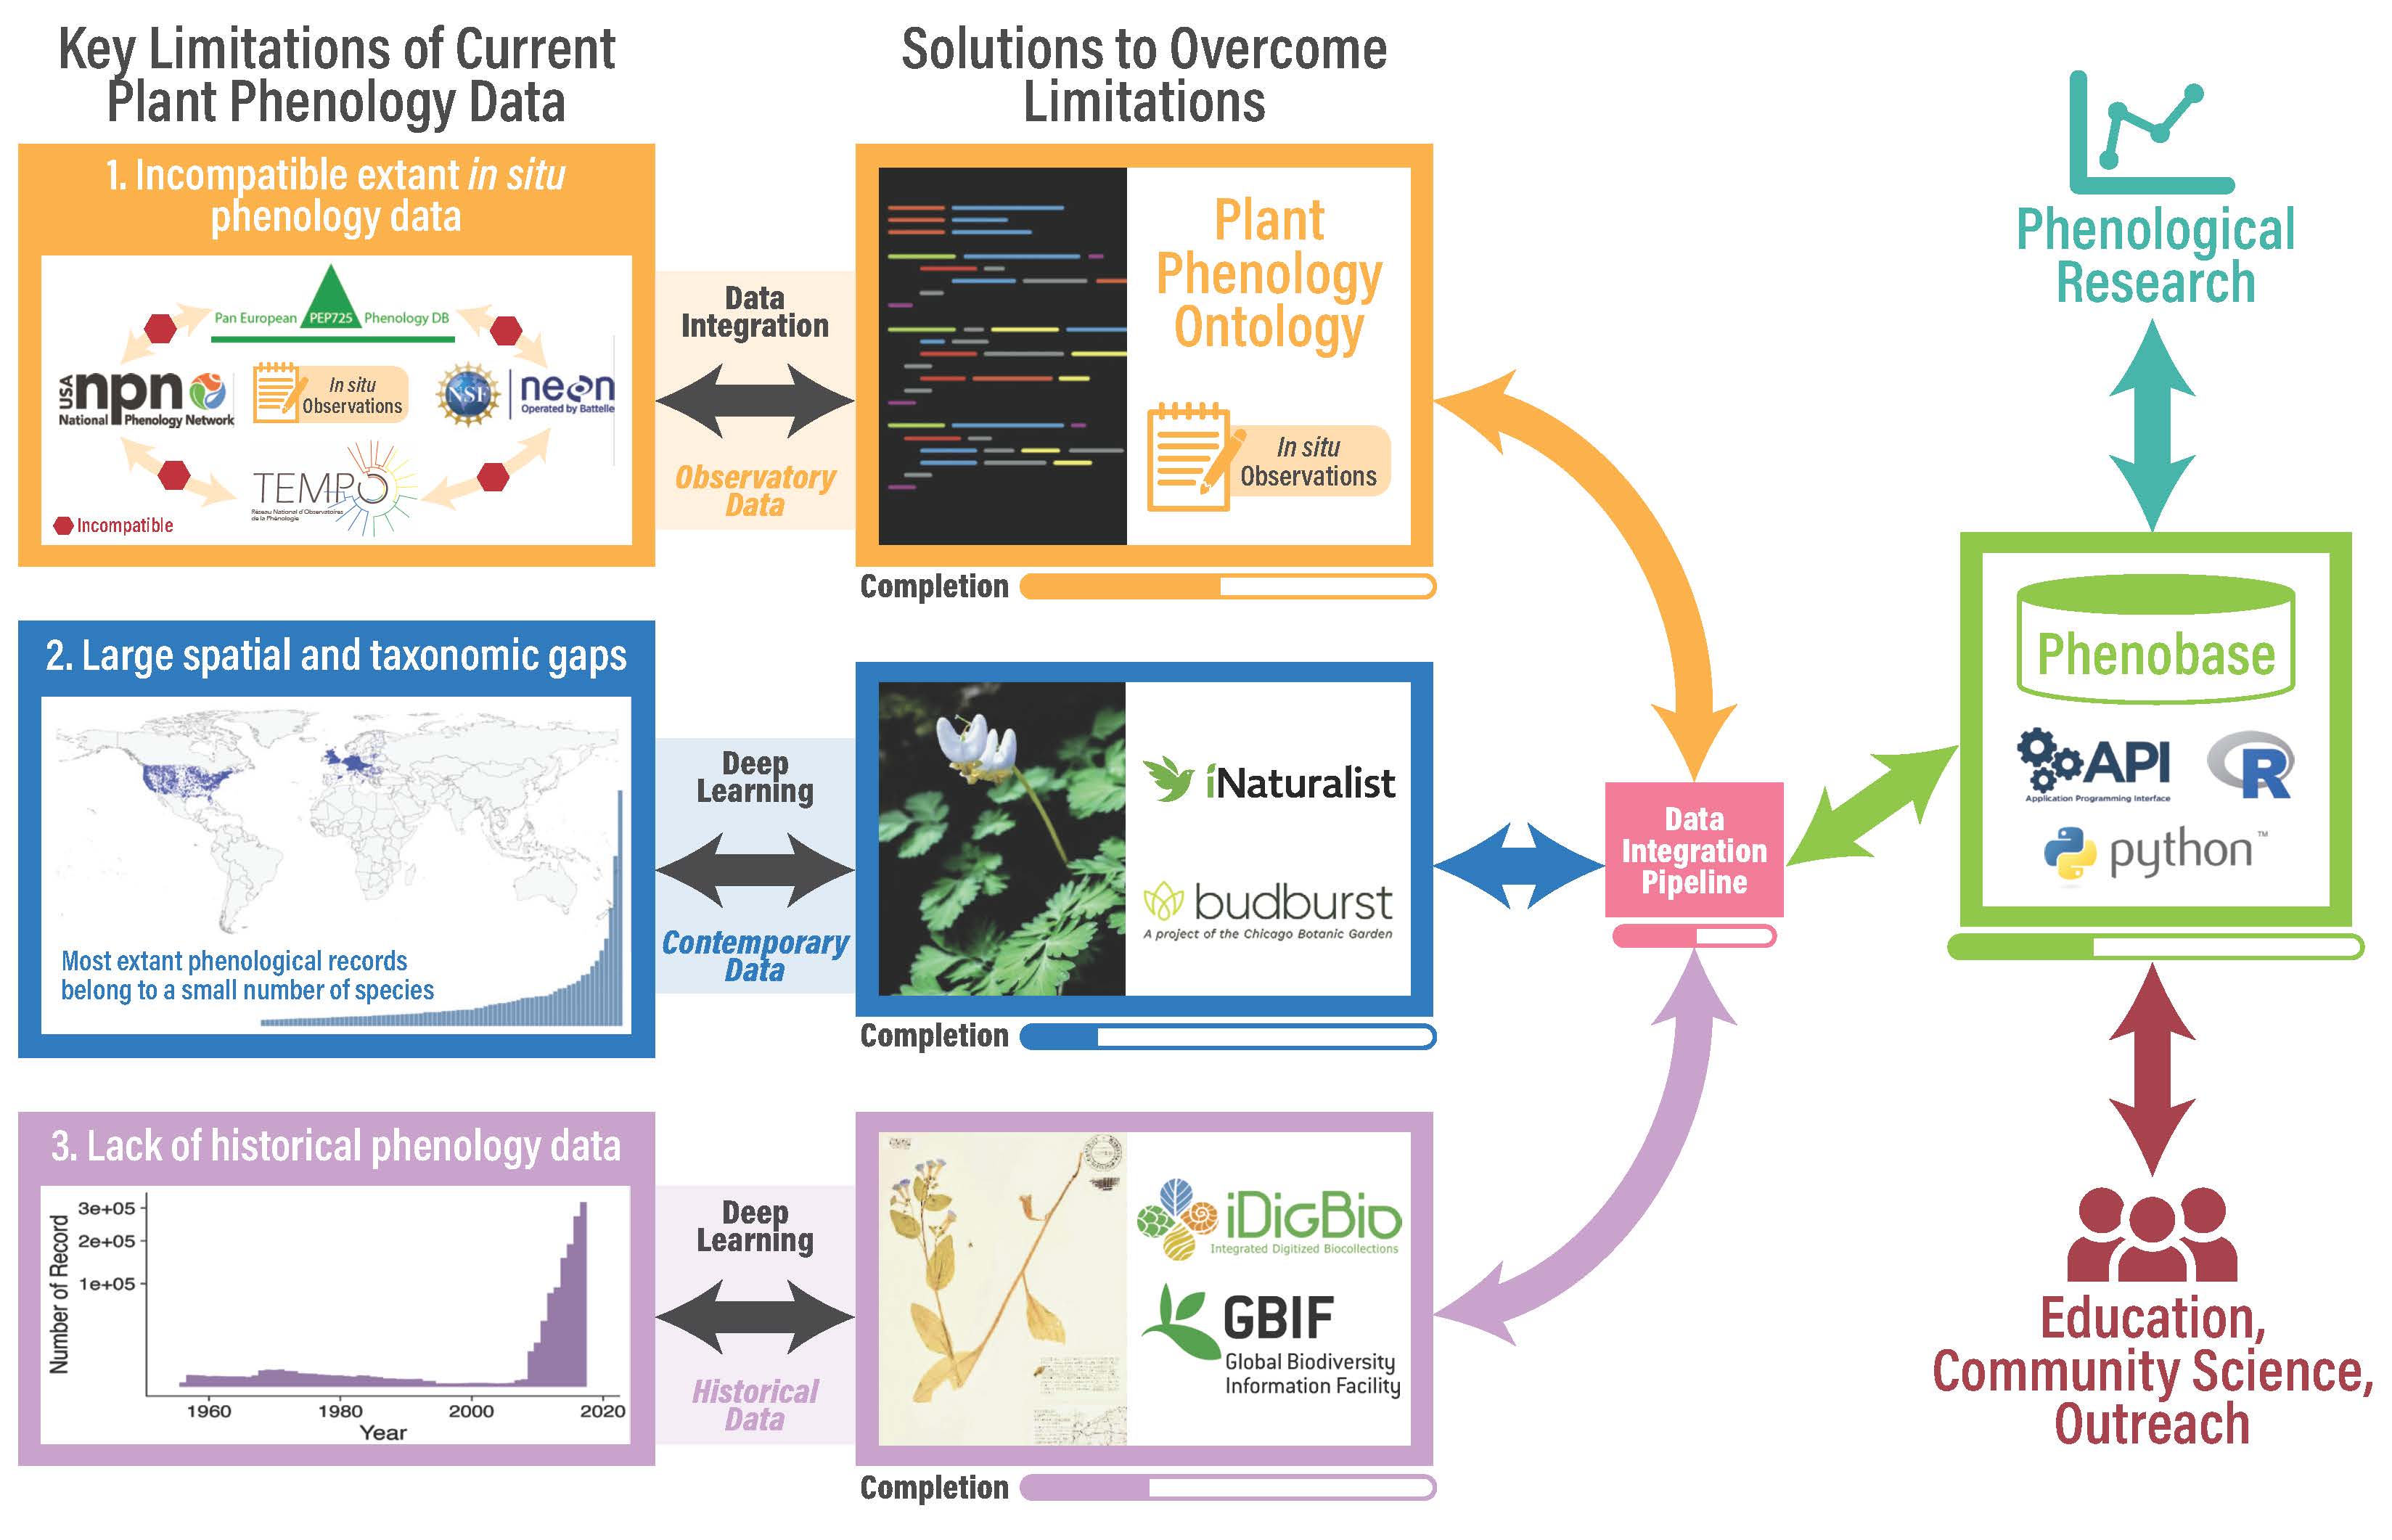 Key Limitations of Current
Plant Phenology Data
Solutions to Overcome
Limitations
1. Incompatible extant in situ
phenology data
Pan European PEP725 Phenology DB
USA
npn
National Phenology Network
In situ
Observations
NSF
neon
Operated by Battelle
TEMPO
Réseau National d'Observatoires
de la Phénologie
Incompatible
Data
Integration
Observatory
Data
Plant
Phenology
Ontology
In situ
Observations
Completion
2. Large spatial and taxonomic gaps
Most extant phenological records
belong to a small number of species
Deep
Learning
Contemporary
Data
iNaturalist
budburst
A project of the Chicago Botanic Garden
Completion
3. Lack of historical phenology data
Number of Record
3e+05
2e+05
1e+05
1960 1980 2000 2020
Year
Deep
Learning
Historical
Data
iDigBio
Integrated Digitized Biocollections
GBIF
Global Biodiversity
Information Facility
Completion
Data
Integration
Pipeline
Phenological
Research
Phenobase
API
Application Programming Interface
R
python™
Education,
Community Science,
Outreach